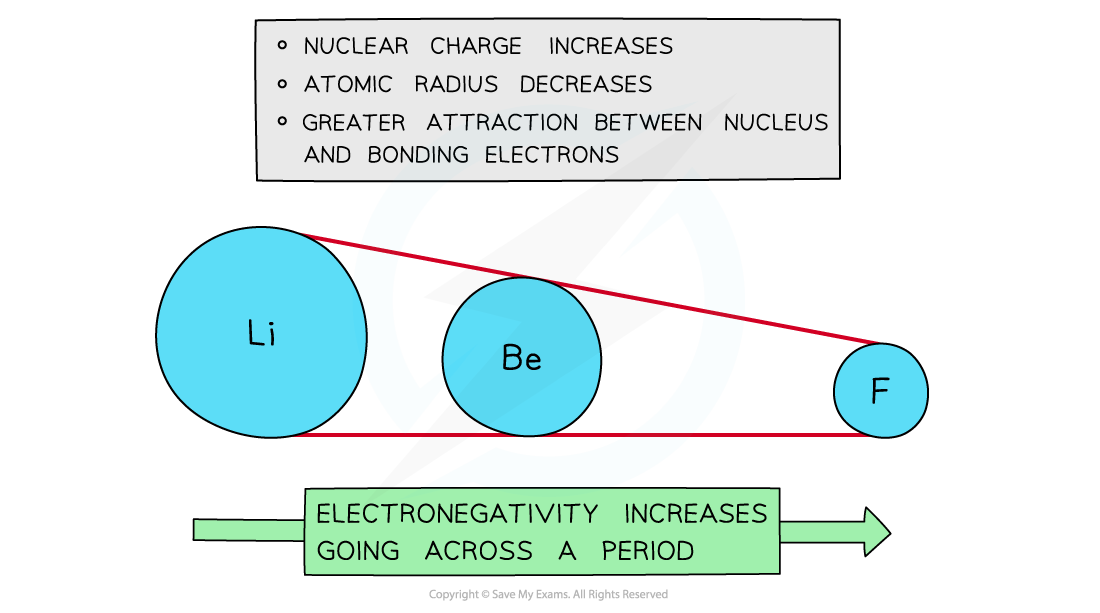 NUCLEAR CHARGE INCREASES
ATOMIC RADIUS DECREASES
GREATER ATTRACTION BETWEEN NUCLEUS
AND BONDING ELECTRONS
Li
Be
F
ELECTRONEGATIVITY INCREASES
GOING ACROSS A PERIOD
Copyright © Save My Exams. All Rights Reserved